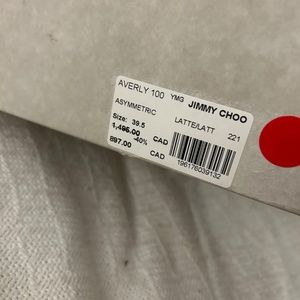 AVERLY 100 YMG JIMMY CHOO
ASYMMETRIC LATTE/LATT 221
Size: 39.5
1,495.00 CAD
-40%
897.00 CAD
196176039132